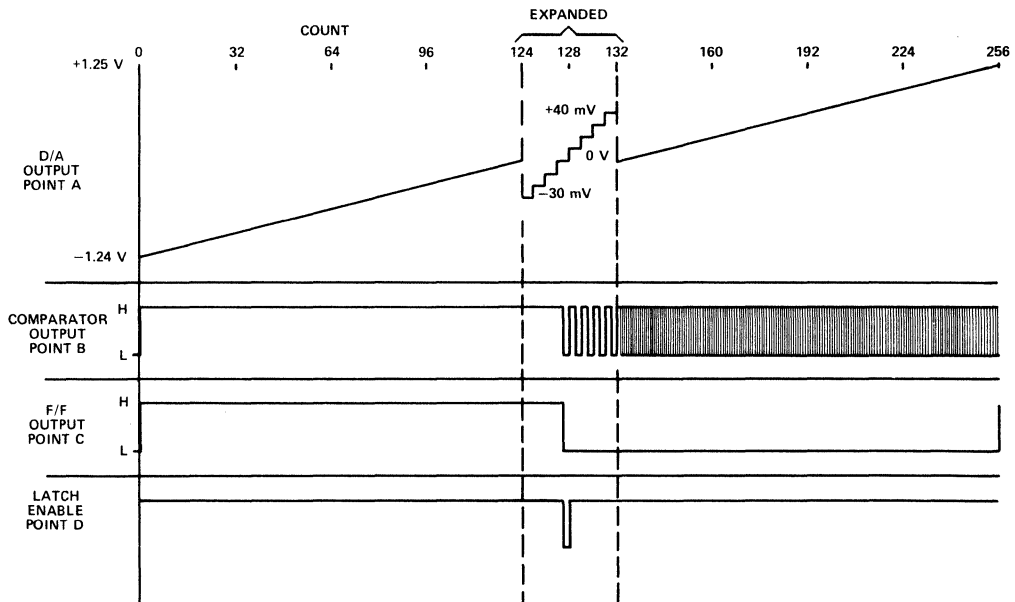 EXPANDED
COUNT
0 32 64 96 124 128 132 160 192 224 256
+1.25 V
+40 mV
D/A
OUTPUT
POINT A
0 V
−30 mV
−1.24 V
H
COMPARATOR
OUTPUT
POINT B
L
H
F/F
OUTPUT
POINT C
L
LATCH
ENABLE
POINT D